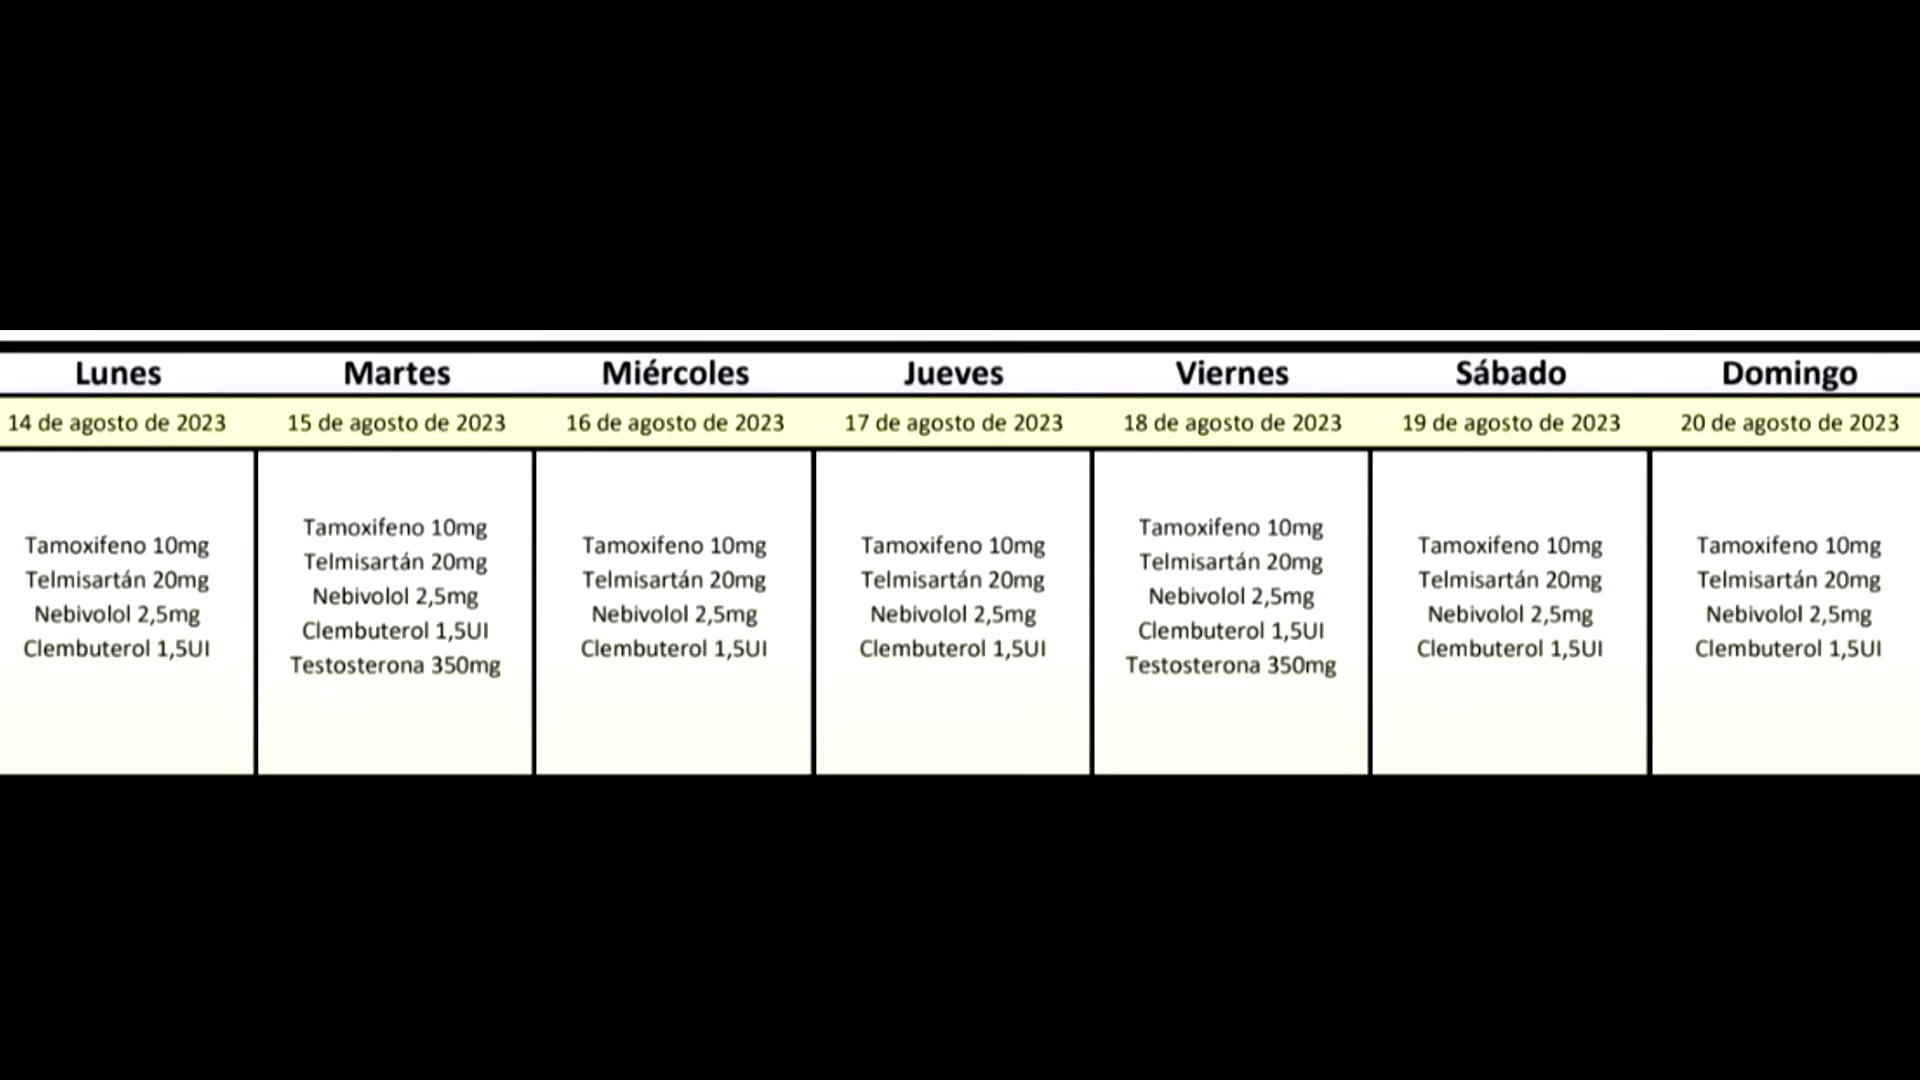 Lunes Martes Miércoles Jueves Viernes Sábado Domingo
14 de agosto de 2023 15 de agosto de 2023 16 de agosto de 2023 17 de agosto de 2023 18 de agosto de 2023 19 de agosto de 2023 20 de agosto de 2023
Tamoxifeno 10mg
Telmisartán 20mg
Nebivolol 2,5mg
Clembuterol 1,5UI
Tamoxifeno 10mg
Telmisartán 20mg
Nebivolol 2,5mg
Clembuterol 1,5UI
Testosterona 350mg
Tamoxifeno 10mg
Telmisartán 20mg
Nebivolol 2,5mg
Clembuterol 1,5UI
Tamoxifeno 10mg
Telmisartán 20mg
Nebivolol 2,5mg
Clembuterol 1,5UI
Tamoxifeno 10mg
Telmisartán 20mg
Nebivolol 2,5mg
Clembuterol 1,5UI
Testosterona 350mg
Tamoxifeno 10mg
Telmisartán 20mg
Nebivolol 2,5mg
Clembuterol 1,5UI
Tamoxifeno 10mg
Telmisartán 20mg
Nebivolol 2,5mg
Clembuterol 1,5UI